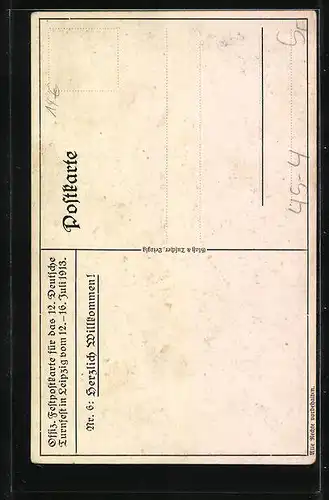 Offiz. Festpostkarte für das 12. Deutsche
Turnfest in Leipzig vom 12.–16. Juli 1913.
Nr. 6: Herzlich Willkommen!
Postkarte
Alle Rechte vorbehalten.
49-4